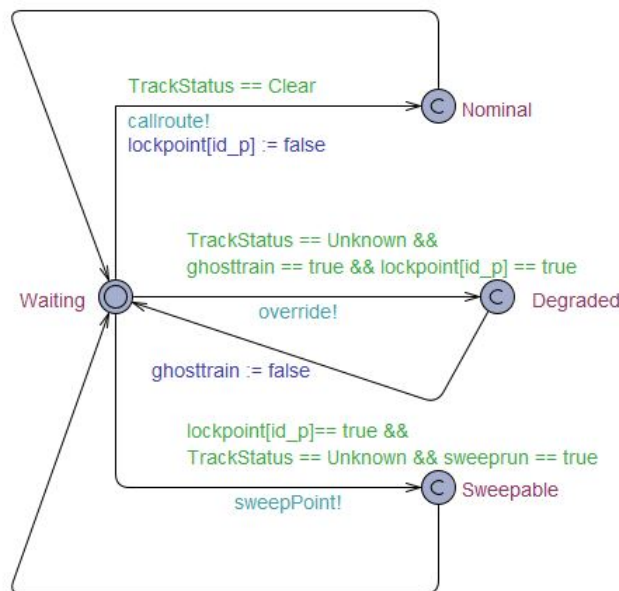 TrackStatus == Clear
C
Nominal
callroute!
lockpoint[id_p] := false
TrackStatus == Unknown &&
ghosttrain == true && lockpoint[id_p] == true
Waiting
C
Degraded
override!
ghosttrain := false
lockpoint[id_p]== true &&
TrackStatus == Unknown && sweeprun == true
C
Sweepable
sweepPoint!